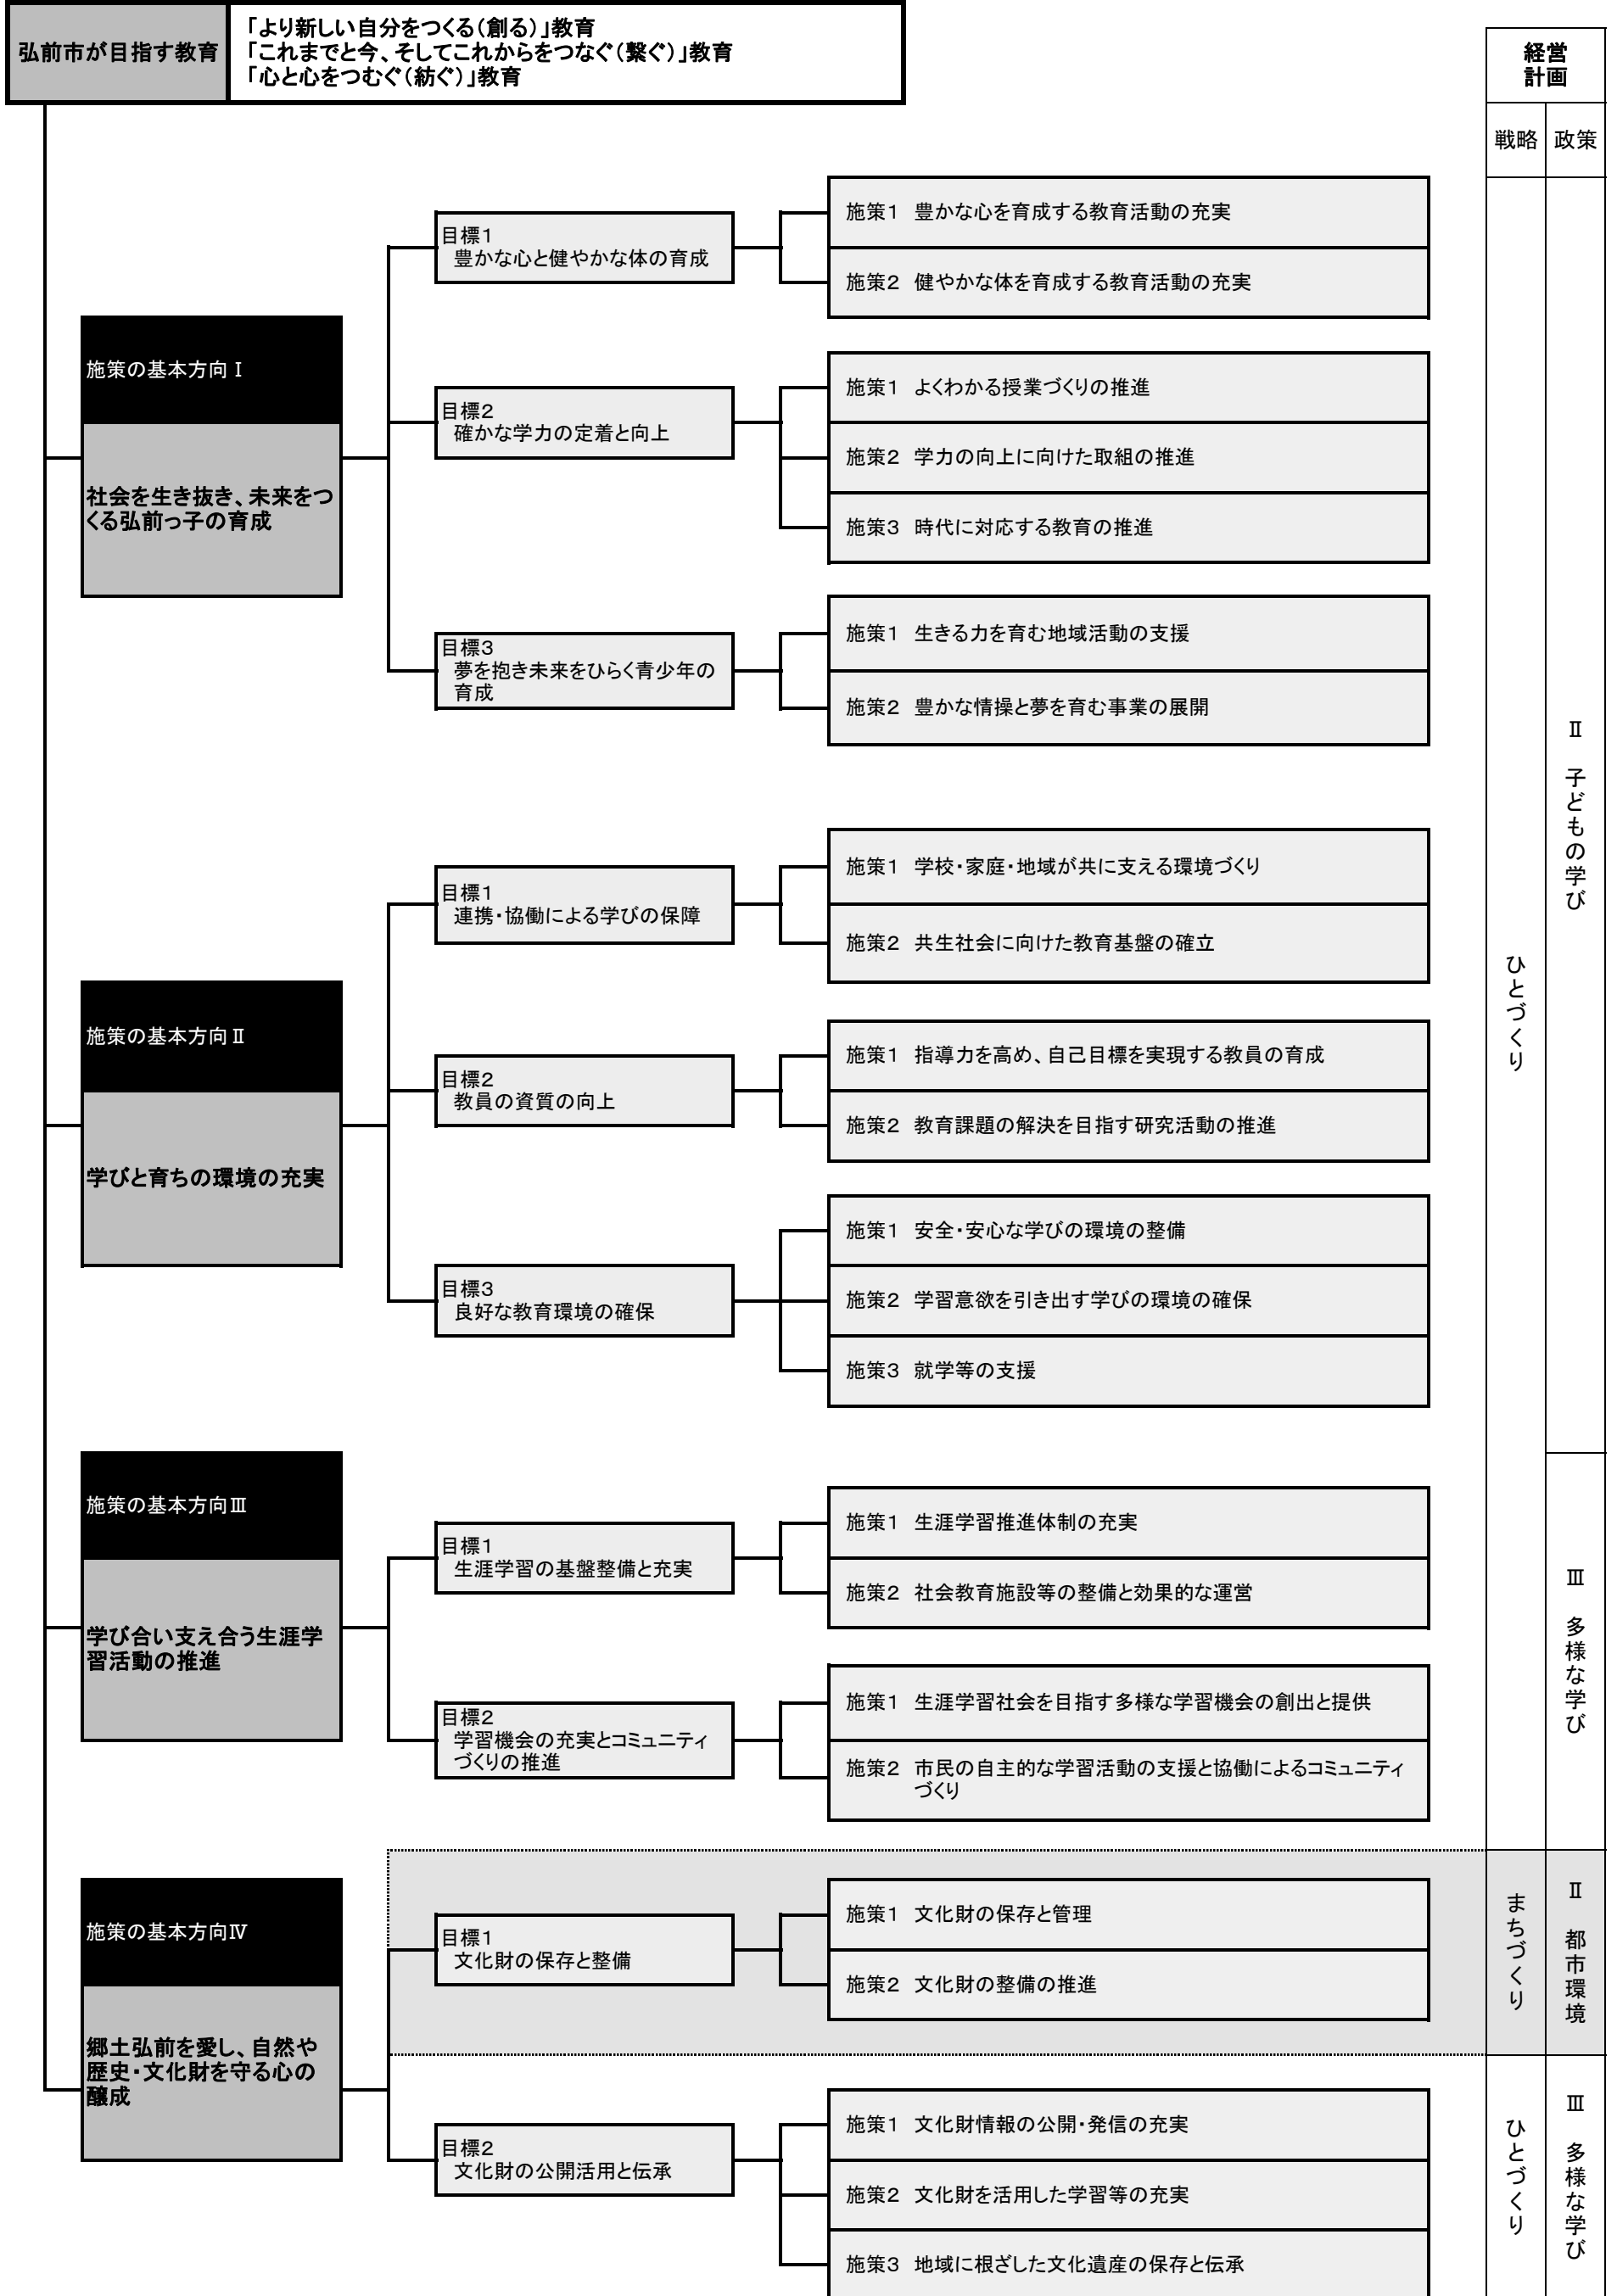 弘前市が目指す教育
「より新しい自分をつくる(創る)」教育
「これまでと今、そしてこれからをつなぐ(繋ぐ)」教育
「心と心をつむぐ(紡ぐ)」教育
経営
計画
戦略
政策
施策の基本方向Ⅰ
社会を生き抜き、未来をつ
くる弘前っ子の育成
目標1
豊かな心と健やかな体の育成
施策1 豊かな心を育成する教育活動の充実
施策2 健やかな体を育成する教育活動の充実
目標2
確かな学力の定着と向上
施策1 よくわかる授業づくりの推進
施策2 学力の向上に向けた取組の推進
施策3 時代に対応する教育の推進
目標3
夢を抱き未来をひらく青少年の
育成
施策1 生きる力を育む地域活動の支援
施策2 豊かな情操と夢を育む事業の展開
施策の基本方向Ⅱ
学びと育ちの環境の充実
目標1
連携・協働による学びの保障
施策1 学校・家庭・地域が共に支える環境づくり
施策2 共生社会に向けた教育基盤の確立
目標2
教員の資質の向上
施策1 指導力を高め、自己目標を実現する教員の育成
施策2 教育課題の解決を目指す研究活動の推進
目標3
良好な教育環境の確保
施策1 安全・安心な学びの環境の整備
施策2 学習意欲を引き出す学びの環境の確保
施策3 就学等の支援
ひとづくり
Ⅱ 子どもの学び
施策の基本方向Ⅲ
学び合い支え合う生涯学
習活動の推進
目標1
生涯学習の基盤整備と充実
施策1 生涯学習推進体制の充実
施策2 社会教育施設等の整備と効果的な運営
目標2
学習機会の充実とコミュニティ
づくりの推進
施策1 生涯学習社会を目指す多様な学習機会の創出と提供
施策2 市民の自主的な学習活動の支援と協働によるコミュニティ
づくり
Ⅲ 多様な学び
施策の基本方向Ⅳ
郷土弘前を愛し、自然や
歴史・文化財を守る心の
醸成
目標1
文化財の保存と整備
施策1 文化財の保存と管理
施策2 文化財の整備の推進
まちづくり
Ⅱ 都市環境
目標2
文化財の公開活用と伝承
施策1 文化財情報の公開・発信の充実
施策2 文化財を活用した学習等の充実
施策3 地域に根ざした文化遺産の保存と伝承
ひとづくり
Ⅲ 多様な学び